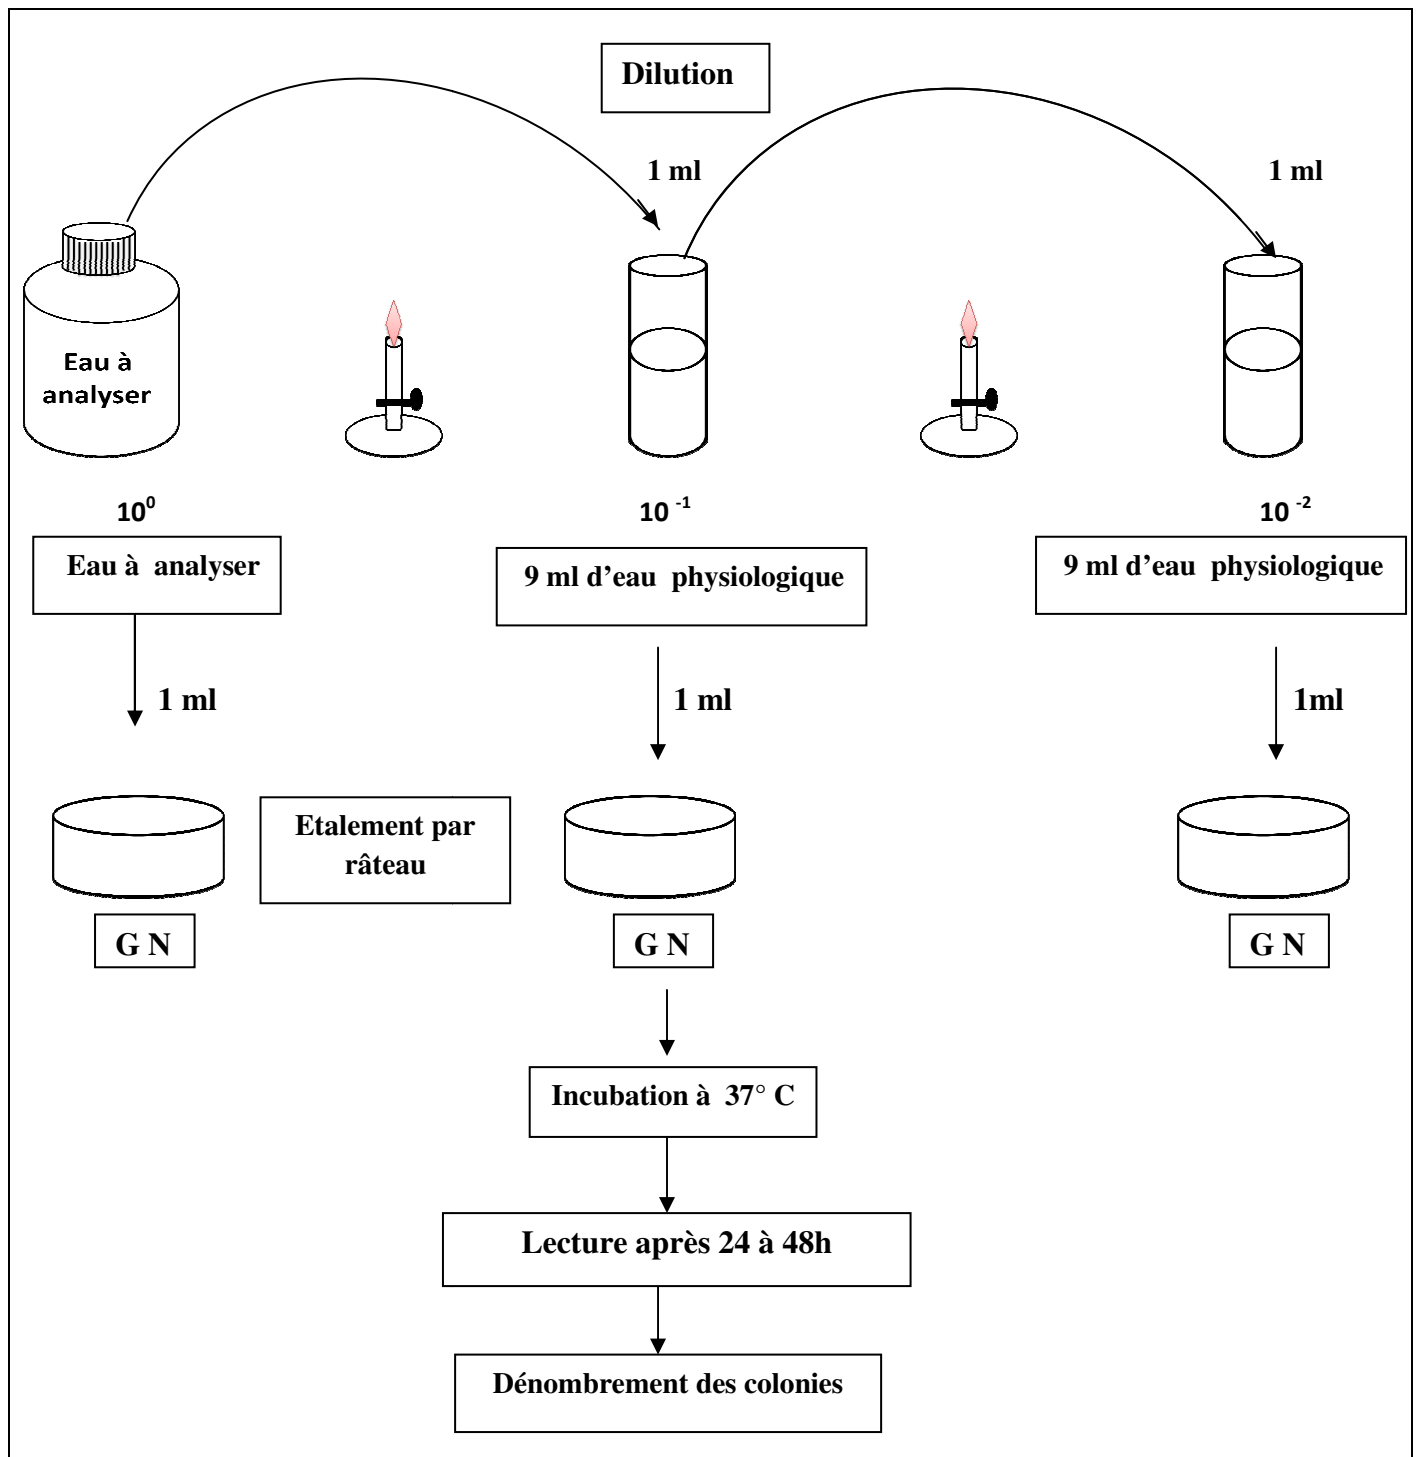 Dilution
1 ml
1 ml
Eau à
analyser
10⁰
10 ⁻¹
10 ⁻²
Eau à analyser
9 ml d’eau physiologique
9 ml d’eau physiologique
1 ml
1 ml
1ml
Etalement par
râteau
G N
G N
G N
Incubation à 37° C
Lecture après 24 à 48h
Dénombrement des colonies